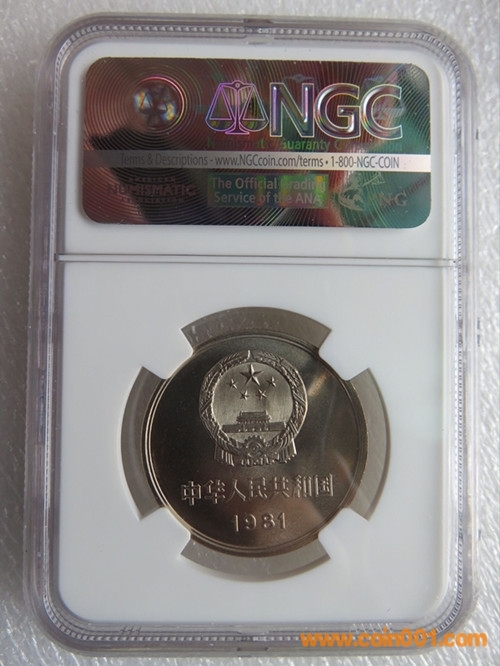 NGC
Terms & Descriptions - www.NGCcoin.com/terms • 1-800-NGC-COIN
NUMISMATIC
The Official Grading
Service of the ANA
NG
中华人民共和国
1981
www.coin001.com